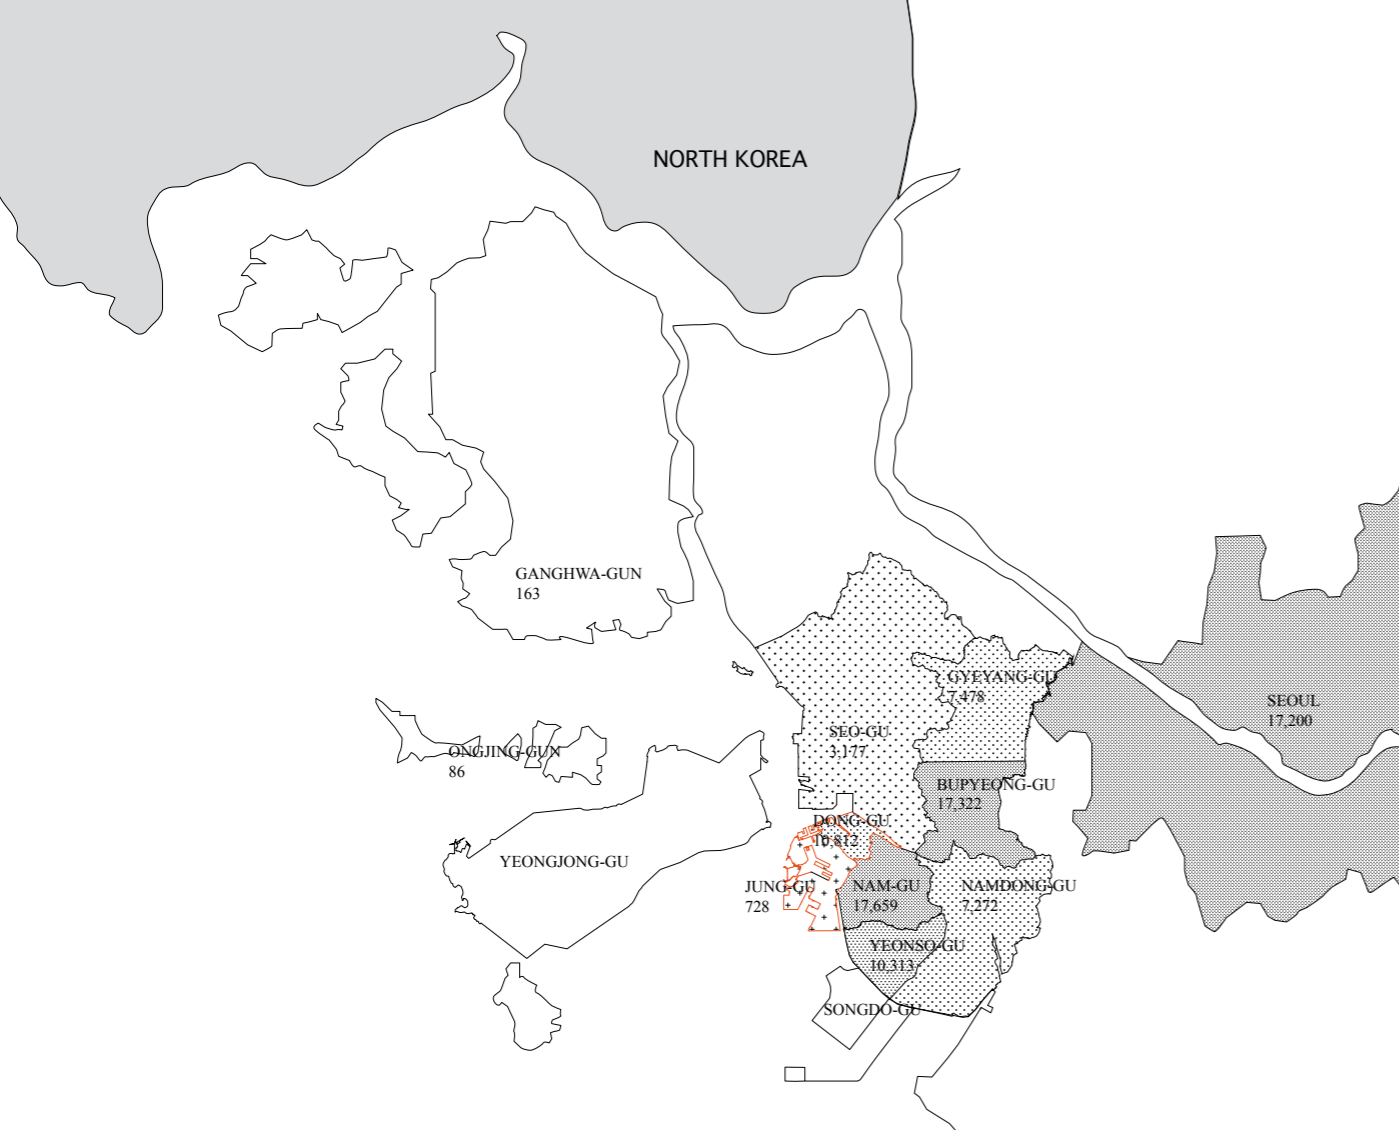 NORTH KOREA
GANGHWA-GUN
163
GYEYANG-GU
7,478
SEOUL
17,200
SEO-GU
3,177
ONGJING-GUN
86
BUPYEONG-GU
17,322
DONG-GU
10,812
YEONGJONG-GU
JUNG-GU
728
NAM-GU
17,659
NAMDONG-GU
7,272
YEONSO-GU
10,313
SONGDO-GU